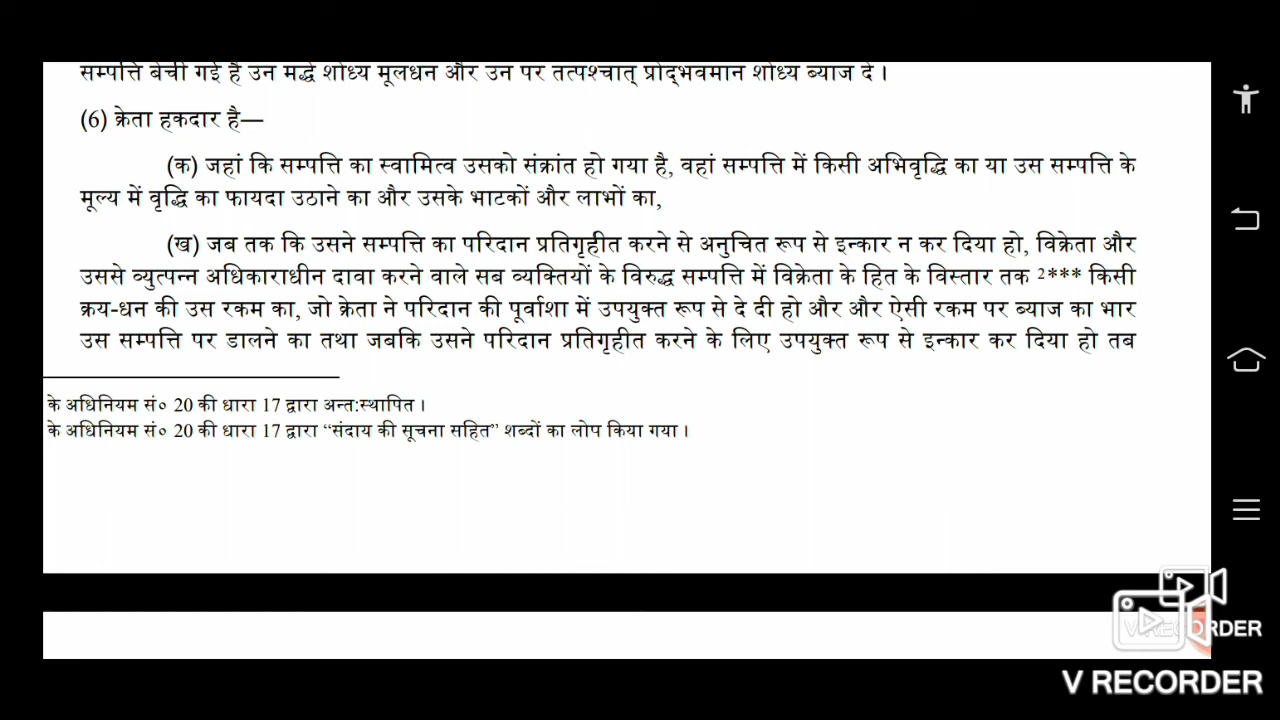 सम्पत्ति बेची गई है उन मद्धे शोध्य मूलधन और उन पर तत्पश्चात् प्रोद्भवमान शोध्य ब्याज दे ।
(6) क्रेता हकदार है—
(क) जहां कि सम्पत्ति का स्वामित्व उसको संक्रांत हो गया है, वहां सम्पत्ति में किसी अभिवृद्धि का या उस सम्पत्ति के
मूल्य में वृद्धि का फायदा उठाने का और उसके भाटकों और लाभों का,
(ख) जब तक कि उसने सम्पत्ति का परिदान प्रतिगृहीत करने से अनुचित रूप से इन्कार न कर दिया हो, विक्रेता और
उससे व्युत्पन्न अधिकाराधीन दावा करने वाले सब व्यक्तियों के विरुद्ध सम्पत्ति में विक्रेता के हित के विस्तार तक 2*** किसी
क्रय-धन की उस रकम का, जो क्रेता ने परिदान की पूर्वाशा में उपयुक्त रूप से दे दी हो और और ऐसी रकम पर ब्याज का भार
उस सम्पत्ति पर डालने का तथा जबकि उसने परिदान प्रतिगृहीत करने के लिए उपयुक्त रूप से इन्कार कर दिया हो तब
के अधिनियम सं० 20 की धारा 17 द्वारा अन्त:स्थापित ।
के अधिनियम सं० 20 की धारा 17 द्वारा “संदाय की सूचना सहित” शब्दों का लोप किया गया ।
V RECORDER
V RECORDER